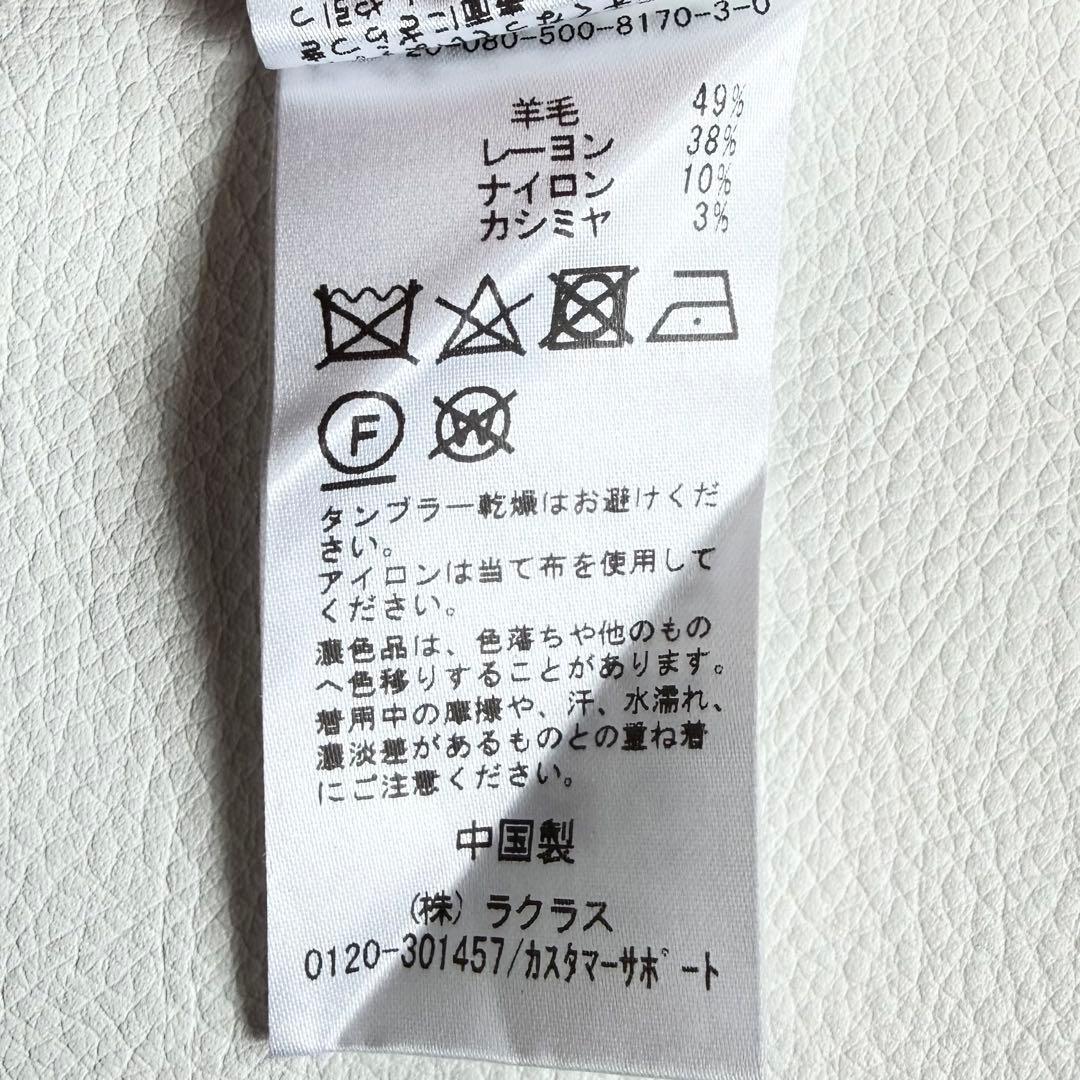 20-080-500-8170-3-0
羊毛 49%
レーヨン 38%
ナイロン 10%
カシミヤ 3%
F
W
タンブラー乾燥はお避けくだ
さい。
アイロンは当て布を使用して
ください。
濃色品は、色落ちや他のもの
へ色移りすることがあります。
着用中の摩擦や、汗、水濡れ、
濃淡差があるものとの重ね着
にご注意ください。
中国製
(株) ラクラス
0120-301457/カスタマーサポート